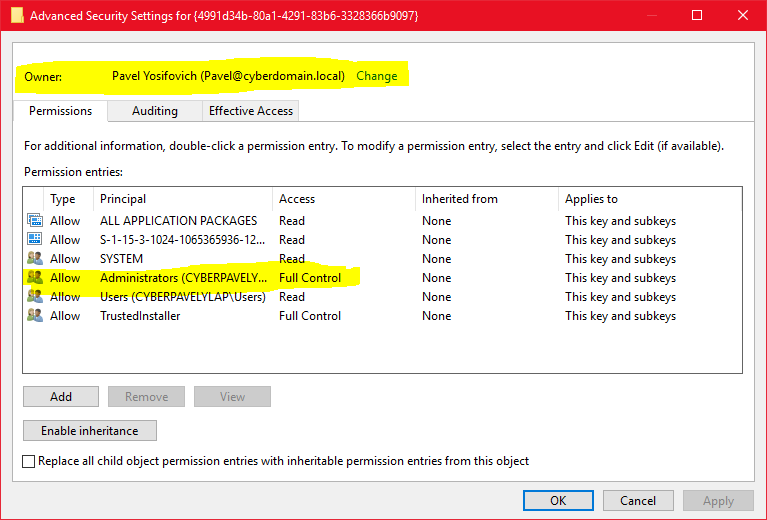 Advanced Security Settings for {4991d34b-80a1-4291-83b6-3328366b9097}
Owner: Pavel Yosifovich (Pavel@cyberdomain.local) Change
Permissions Auditing Effective Access
For additional information, double-click a permission entry. To modify a permission entry, select the entry and click Edit (if available).
Permission entries:
Type Principal Access Inherited from Applies to
Allow ALL APPLICATION PACKAGES Read None This key and subkeys
Allow S-1-15-3-1024-1065365936-12... Read None This key and subkeys
Allow SYSTEM Read None This key and subkeys
Allow Administrators (CYBERPAVELY... Full Control None This key and subkeys
Allow Users (CYBERPAVELYLAP\Users) Read None This key and subkeys
Allow TrustedInstaller Full Control None This key and subkeys
Add Remove View
Enable inheritance
Replace all child object permission entries with inheritable permission entries from this object
OK Cancel Apply